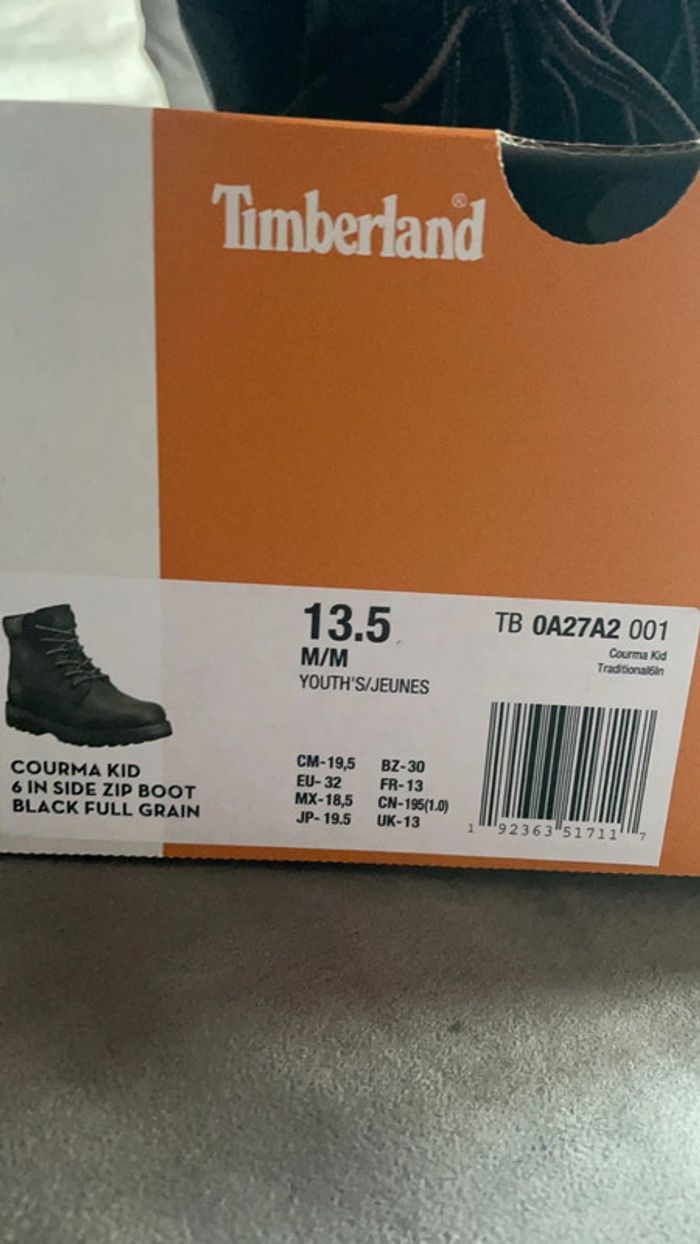 Timberland®
13.5
M/M
YOUTH'S/JEUNES
TB 0A27A2 001
Courma Kid
Traditional6In
COURMA KID
6 IN SIDE ZIP BOOT
BLACK FULL GRAIN
CM-19,5 BZ-30
EU-32 FR-13
MX-18,5 CN-195(1.0)
JP-19.5 UK-13
1 92363 51711 7